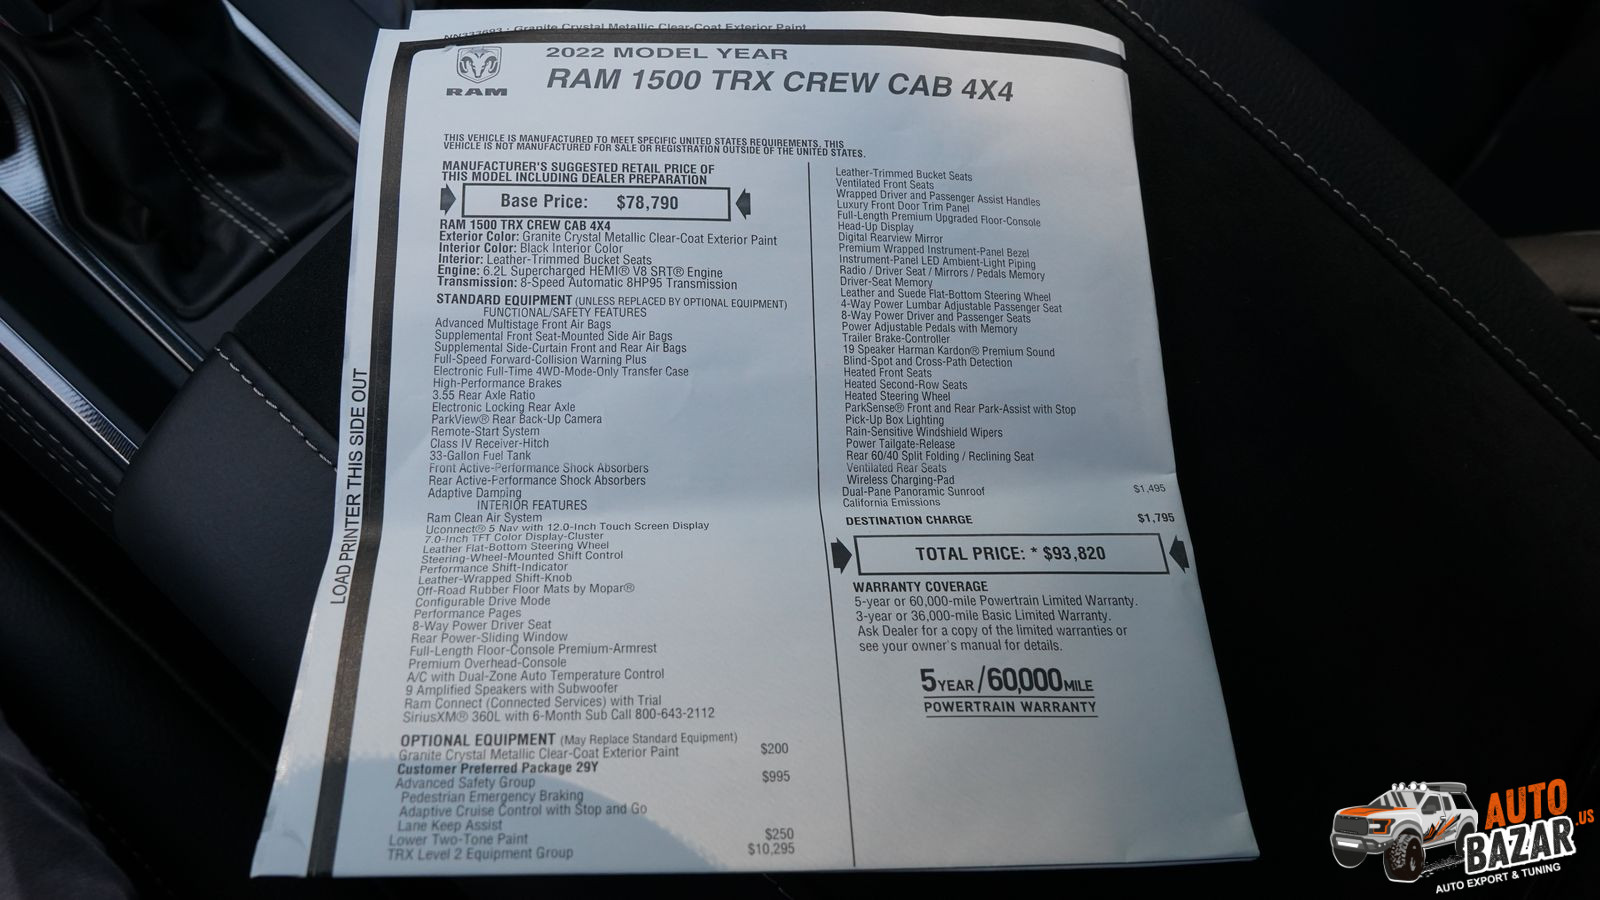 NN333693 : Granite Crystal Metallic Clear-Coat Exterior Paint
RAM
2022 MODEL YEAR
RAM 1500 TRX CREW CAB 4X4
THIS VEHICLE IS MANUFACTURED TO MEET SPECIFIC UNITED STATES REQUIREMENTS. THIS
VEHICLE IS NOT MANUFACTURED FOR SALE OR REGISTRATION OUTSIDE OF THE UNITED STATES.
MANUFACTURER'S SUGGESTED RETAIL PRICE OF
THIS MODEL INCLUDING DEALER PREPARATION
Base Price: $78,790
RAM 1500 TRX CREW CAB 4X4
Exterior Color: Granite Crystal Metallic Clear-Coat Exterior Paint
Interior Color: Black Interior Color
Interior: Leather-Trimmed Bucket Seats
Engine: 6.2L Supercharged HEMI® V8 SRT® Engine
Transmission: 8-Speed Automatic 8HP95 Transmission
STANDARD EQUIPMENT (UNLESS REPLACED BY OPTIONAL EQUIPMENT)
FUNCTIONAL/SAFETY FEATURES
Advanced Multistage Front Air Bags
Supplemental Front Seat-Mounted Side Air Bags
Supplemental Side-Curtain Front and Rear Air Bags
Full-Speed Forward-Collision Warning Plus
Electronic Full-Time 4WD-Mode-Only Transfer Case
High-Performance Brakes
3.55 Rear Axle Ratio
Electronic Locking Rear Axle
ParkView® Rear Back-Up Camera
Remote-Start System
Class IV Receiver-Hitch
33-Gallon Fuel Tank
Front Active-Performance Shock Absorbers
Rear Active-Performance Shock Absorbers
Adaptive Damping
INTERIOR FEATURES
Ram Clean Air System
Uconnect® 5 Nav with 12.0-Inch Touch Screen Display
7.0-Inch TFT Color Display-Cluster
Leather Flat-Bottom Steering Wheel
Steering-Wheel-Mounted Shift Control
Performance Shift-Indicator
Leather-Wrapped Shift-Knob
Off-Road Rubber Floor Mats by Mopar®
Configurable Drive Mode
Performance Pages
8-Way Power Driver Seat
Rear Power-Sliding Window
Full-Length Floor-Console Premium-Armrest
Premium Overhead-Console
A/C with Dual-Zone Auto Temperature Control
9 Amplified Speakers with Subwoofer
Ram Connect (Connected Services) with Trial
SiriusXM® 360L with 6-Month Sub Call 800-643-2112
OPTIONAL EQUIPMENT (May Replace Standard Equipment)
Granite Crystal Metallic Clear-Coat Exterior Paint $200
Customer Preferred Package 29Y
Advanced Safety Group $995
Pedestrian Emergency Braking
Adaptive Cruise Control with Stop and Go
Lane Keep Assist
Lower Two-Tone Paint $250
TRX Level 2 Equipment Group $10,295
Leather-Trimmed Bucket Seats
Ventilated Front Seats
Wrapped Driver and Passenger Assist Handles
Luxury Front Door Trim Panel
Full-Length Premium Upgraded Floor-Console
Head-Up Display
Digital Rearview Mirror
Premium Wrapped Instrument-Panel Bezel
Instrument-Panel LED Ambient-Light Piping
Radio / Driver Seat / Mirrors / Pedals Memory
Driver-Seat Memory
Leather and Suede Flat-Bottom Steering Wheel
4-Way Power Lumbar Adjustable Passenger Seat
8-Way Power Driver and Passenger Seats
Power Adjustable Pedals with Memory
Trailer Brake-Controller
19 Speaker Harman Kardon® Premium Sound
Blind-Spot and Cross-Path Detection
Heated Front Seats
Heated Second-Row Seats
Heated Steering Wheel
ParkSense® Front and Rear Park-Assist with Stop
Pick-Up Box Lighting
Rain-Sensitive Windshield Wipers
Power Tailgate-Release
Rear 60/40 Split Folding / Reclining Seat
Ventilated Rear Seats
Wireless Charging-Pad
Dual-Pane Panoramic Sunroof $1,495
California Emissions
DESTINATION CHARGE $1,795
TOTAL PRICE: * $93,820
WARRANTY COVERAGE
5-year or 60,000-mile Powertrain Limited Warranty.
3-year or 36,000-mile Basic Limited Warranty.
Ask Dealer for a copy of the limited warranties or
see your owner's manual for details.
5 YEAR / 60,000 MILE
POWERTRAIN WARRANTY
LOAD PRINTER THIS SIDE OUT
AUTO
BAZAR.US
AUTO EXPORT & TUNING